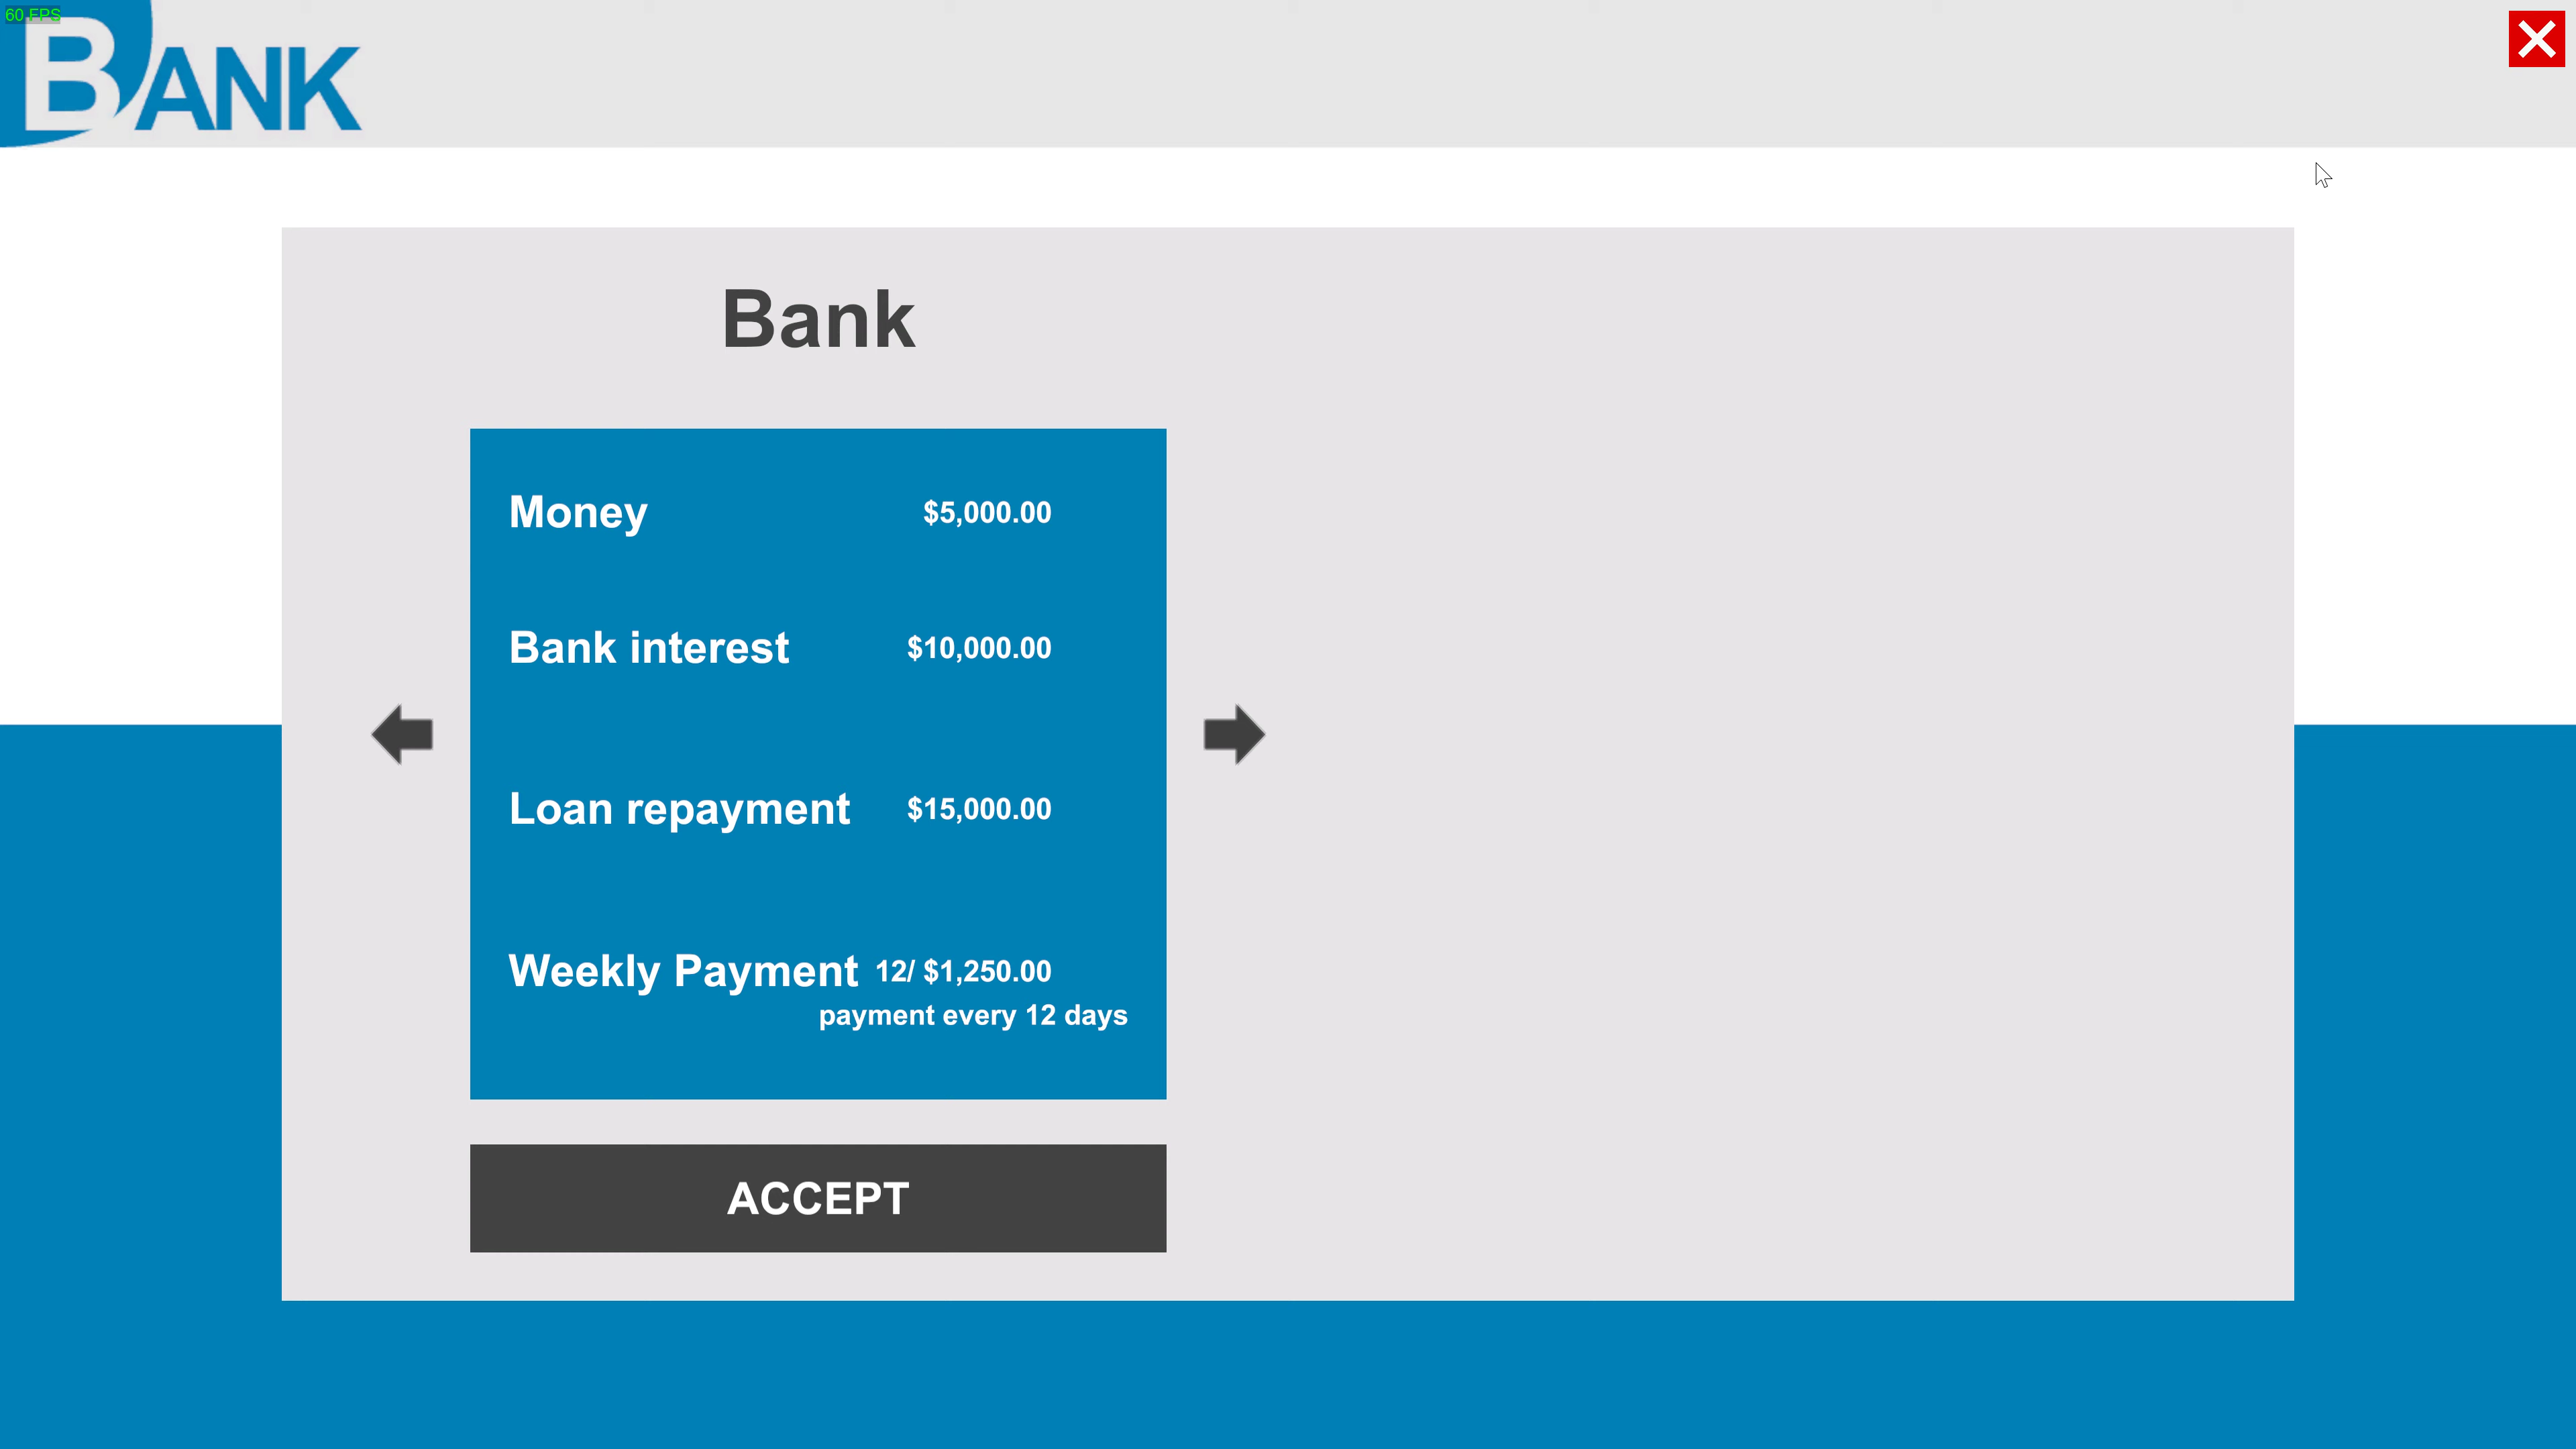 60 FPS
BANK
Bank
Money $5,000.00
Bank interest $10,000.00
Loan repayment $15,000.00
Weekly Payment 12/ $1,250.00
payment every 12 days
ACCEPT